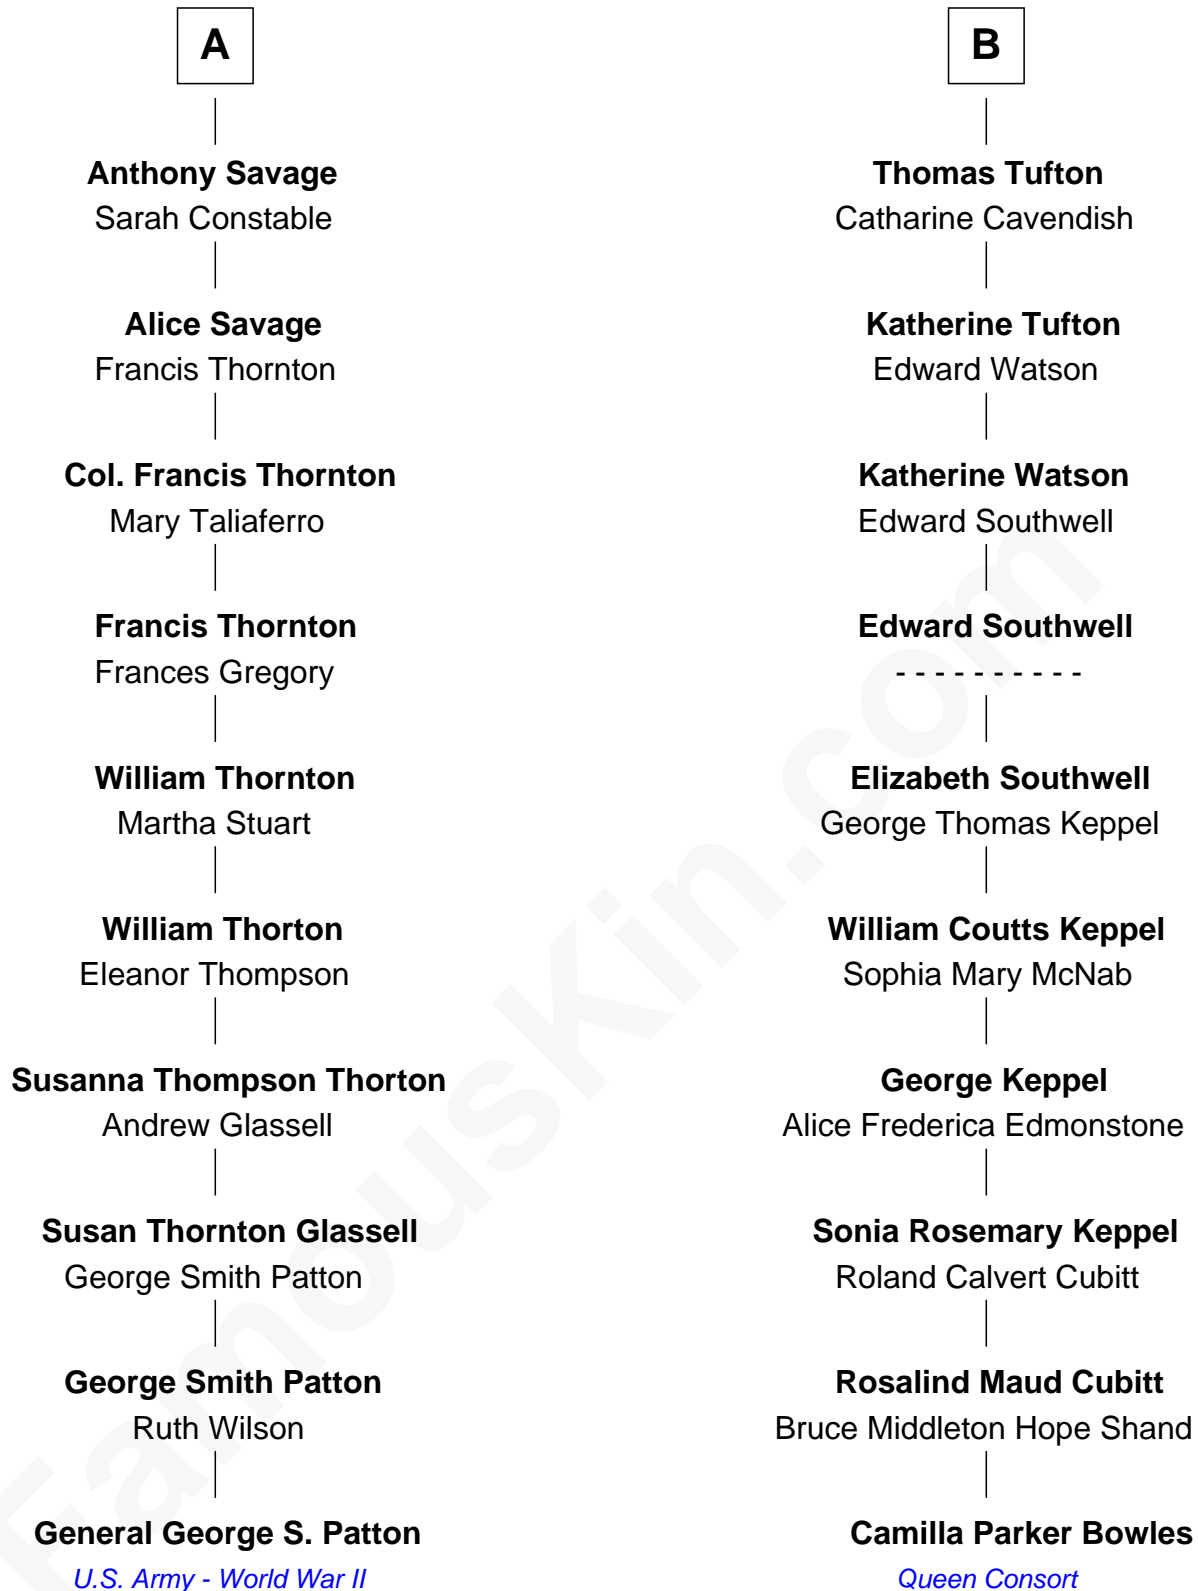 A
Anthony Savage
Sarah Constable
Alice Savage
Francis Thornton
Col. Francis Thornton
Mary Taliaferro
Francis Thornton
Frances Gregory
William Thornton
Martha Stuart
William Thorton
Eleanor Thompson
Susanna Thompson Thorton
Andrew Glassell
Susan Thornton Glassell
George Smith Patton
George Smith Patton
Ruth Wilson
General George S. Patton
U.S. Army - World War II
B
Thomas Tufton
Catharine Cavendish
Katherine Tufton
Edward Watson
Katherine Watson
Edward Southwell
Edward Southwell
- - - - - - - - - -
Elizabeth Southwell
George Thomas Keppel
William Coutts Keppel
Sophia Mary McNab
George Keppel
Alice Frederica Edmonstone
Sonia Rosemary Keppel
Roland Calvert Cubitt
Rosalind Maud Cubitt
Bruce Middleton Hope Shand
Camilla Parker Bowles
Queen Consort
FamousKin.com